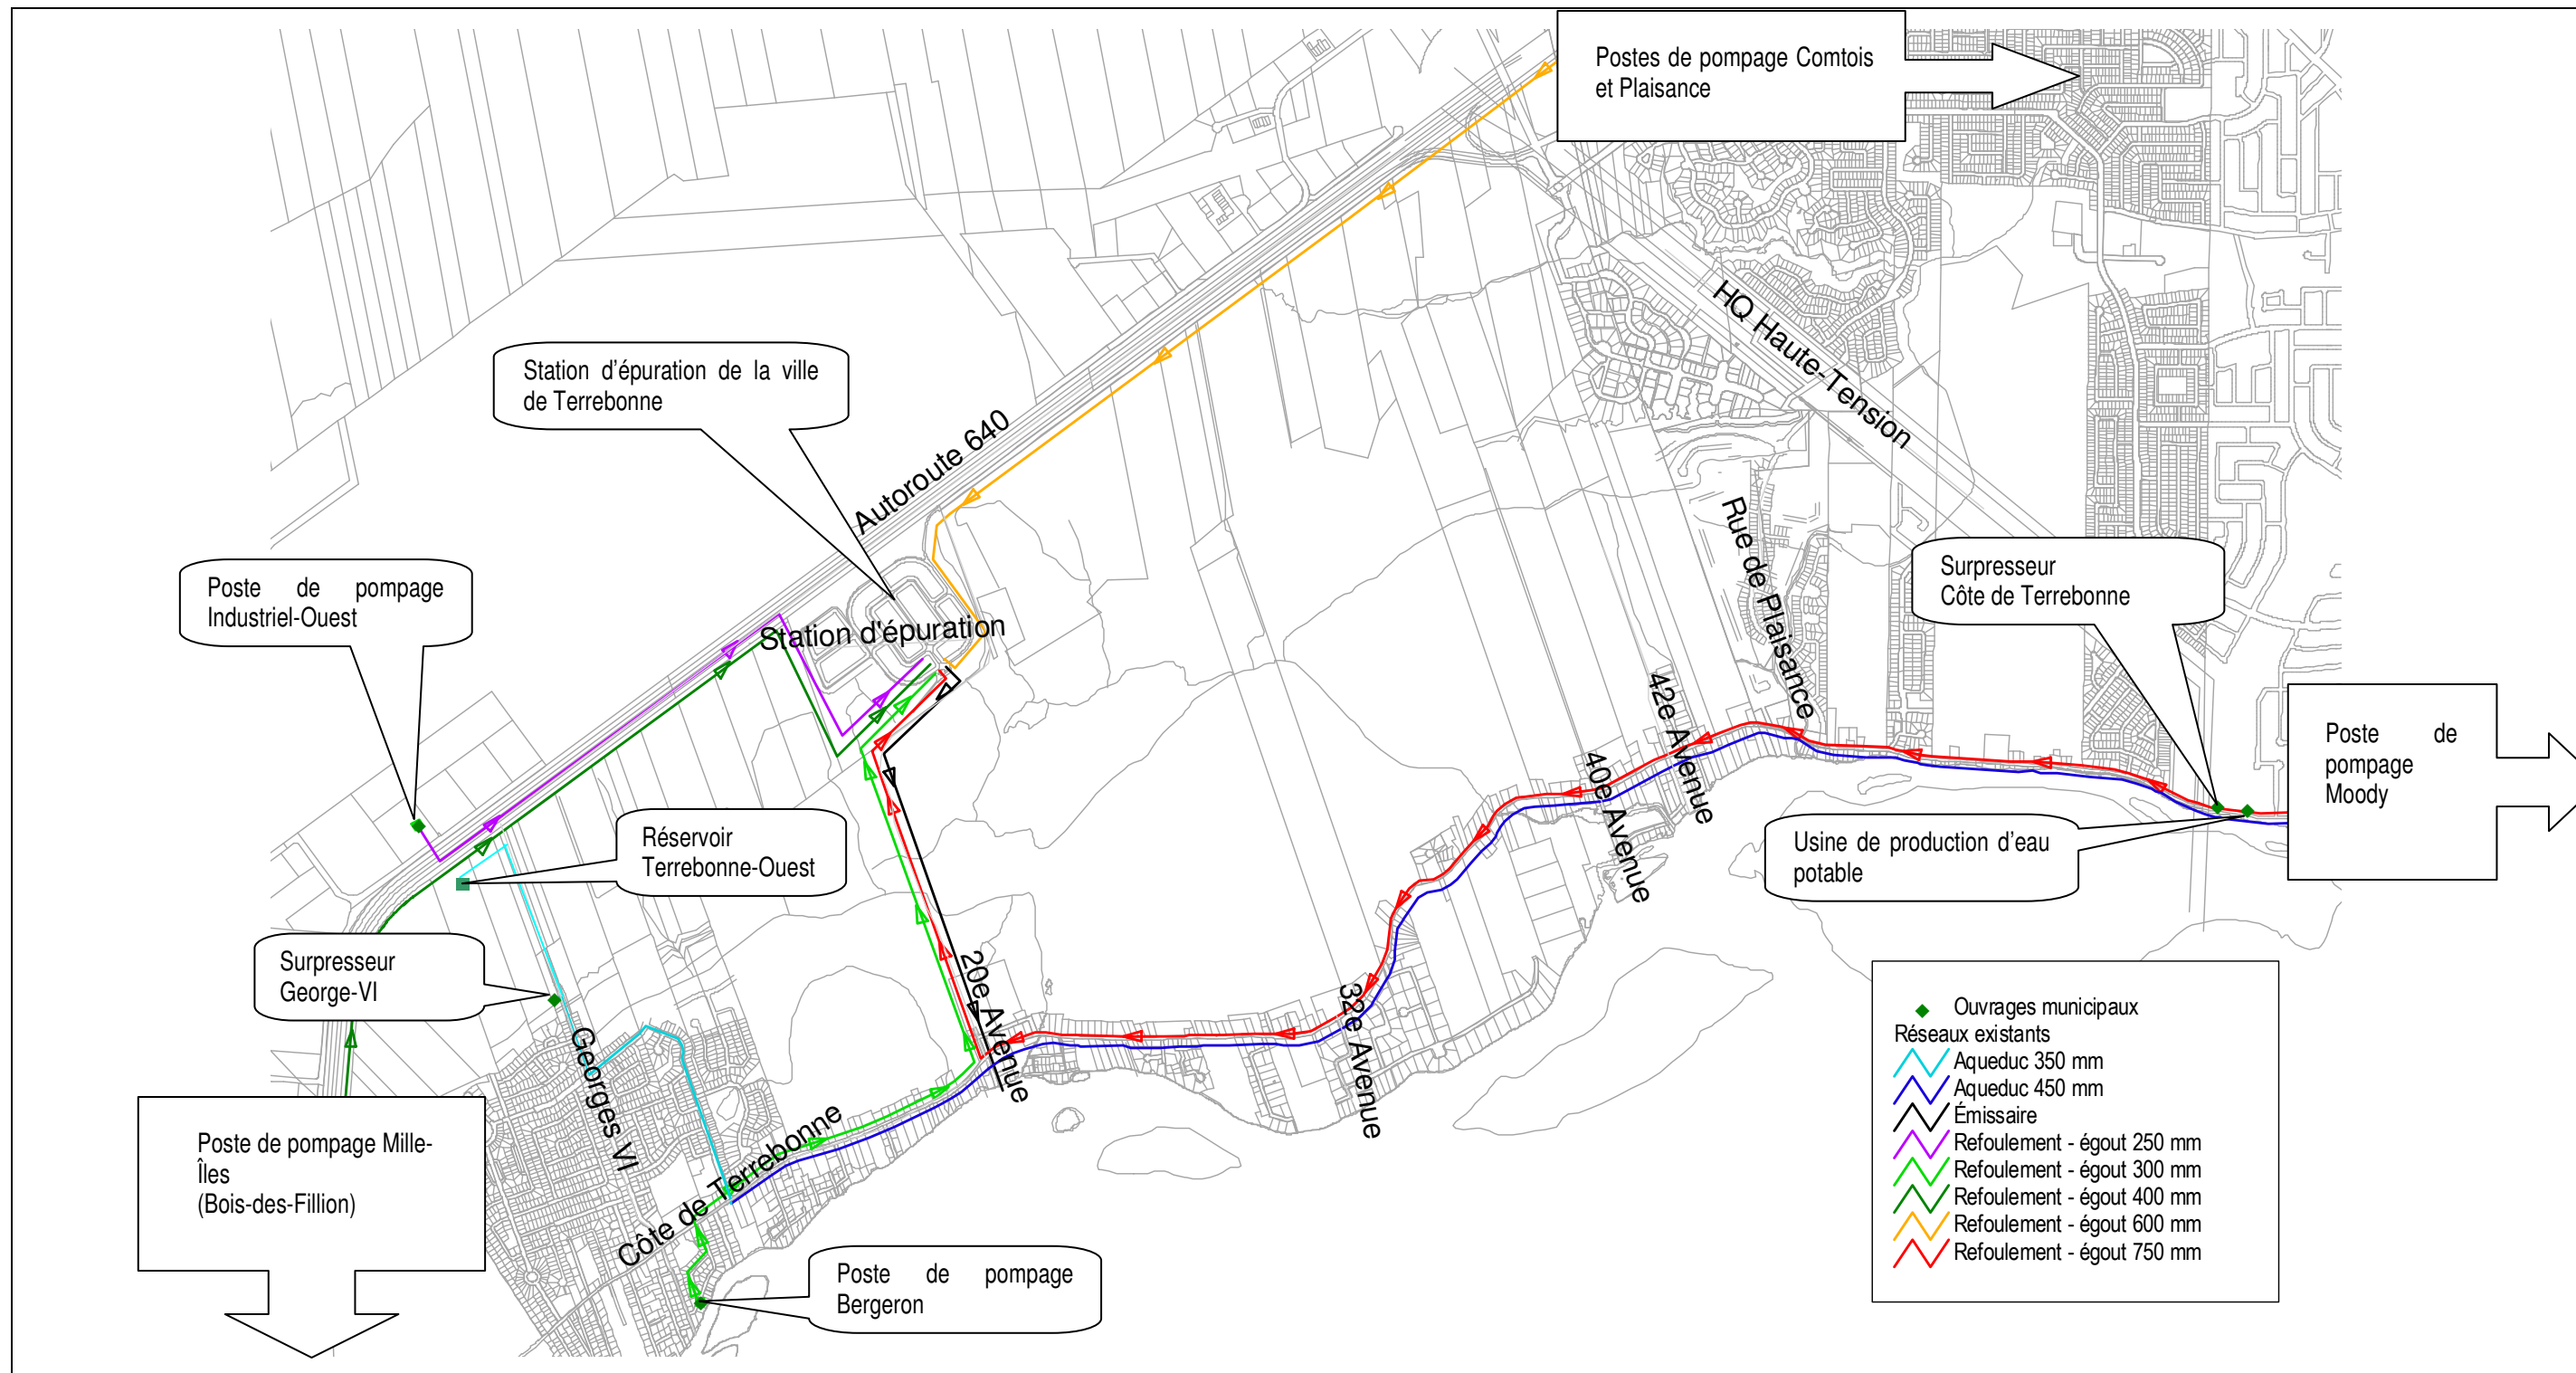 Postes de pompage Comtois
et Plaisance
HQ Haute-Tension
Station d'épuration de la ville
de Terrebonne
Autoroute 640
Rue de Plaisance
Surpresseur
Côte de Terrebonne
Poste de pompage
Industriel-Ouest
Station d'épuration
42e Avenue
40e Avenue
Poste de
pompage
Moody
Réservoir
Terrebonne-Ouest
Usine de production d'eau
potable
Surpresseur
George-VI
20e Avenue
32e Avenue
Georges VI
Côte de Terrebonne
Poste de pompage Mille-
Îles
(Bois-des-Fillion)
Poste de pompage
Bergeron
Ouvrages municipaux
Réseaux existants
Aqueduc 350 mm
Aqueduc 450 mm
Émissaire
Refoulement - égout 250 mm
Refoulement - égout 300 mm
Refoulement - égout 400 mm
Refoulement - égout 600 mm
Refoulement - égout 750 mm